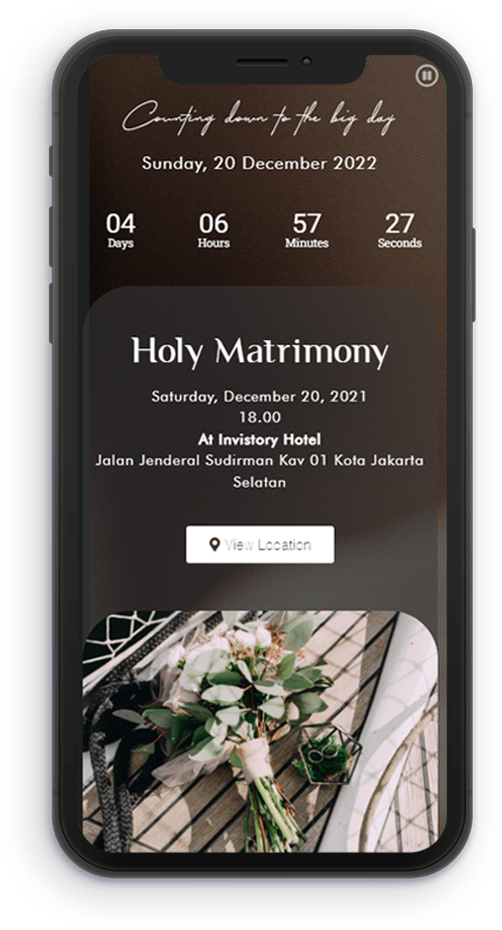 Counting down to the big day
Sunday, 20 December 2022
04 06 57 27
Days Hours Minutes Seconds
Holy Matrimony
Saturday, December 20, 2021
18.00
At Invistory Hotel
Jalan Jenderal Sudirman Kav 01 Kota Jakarta
Selatan
View Location